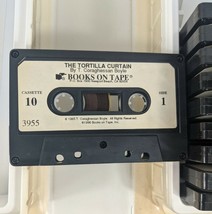 THE TORTILLA CURTAIN
By T. Coraghessan Boyle
BOOKS ON TAPE®
CASSETTE SIDE
10 1
3955